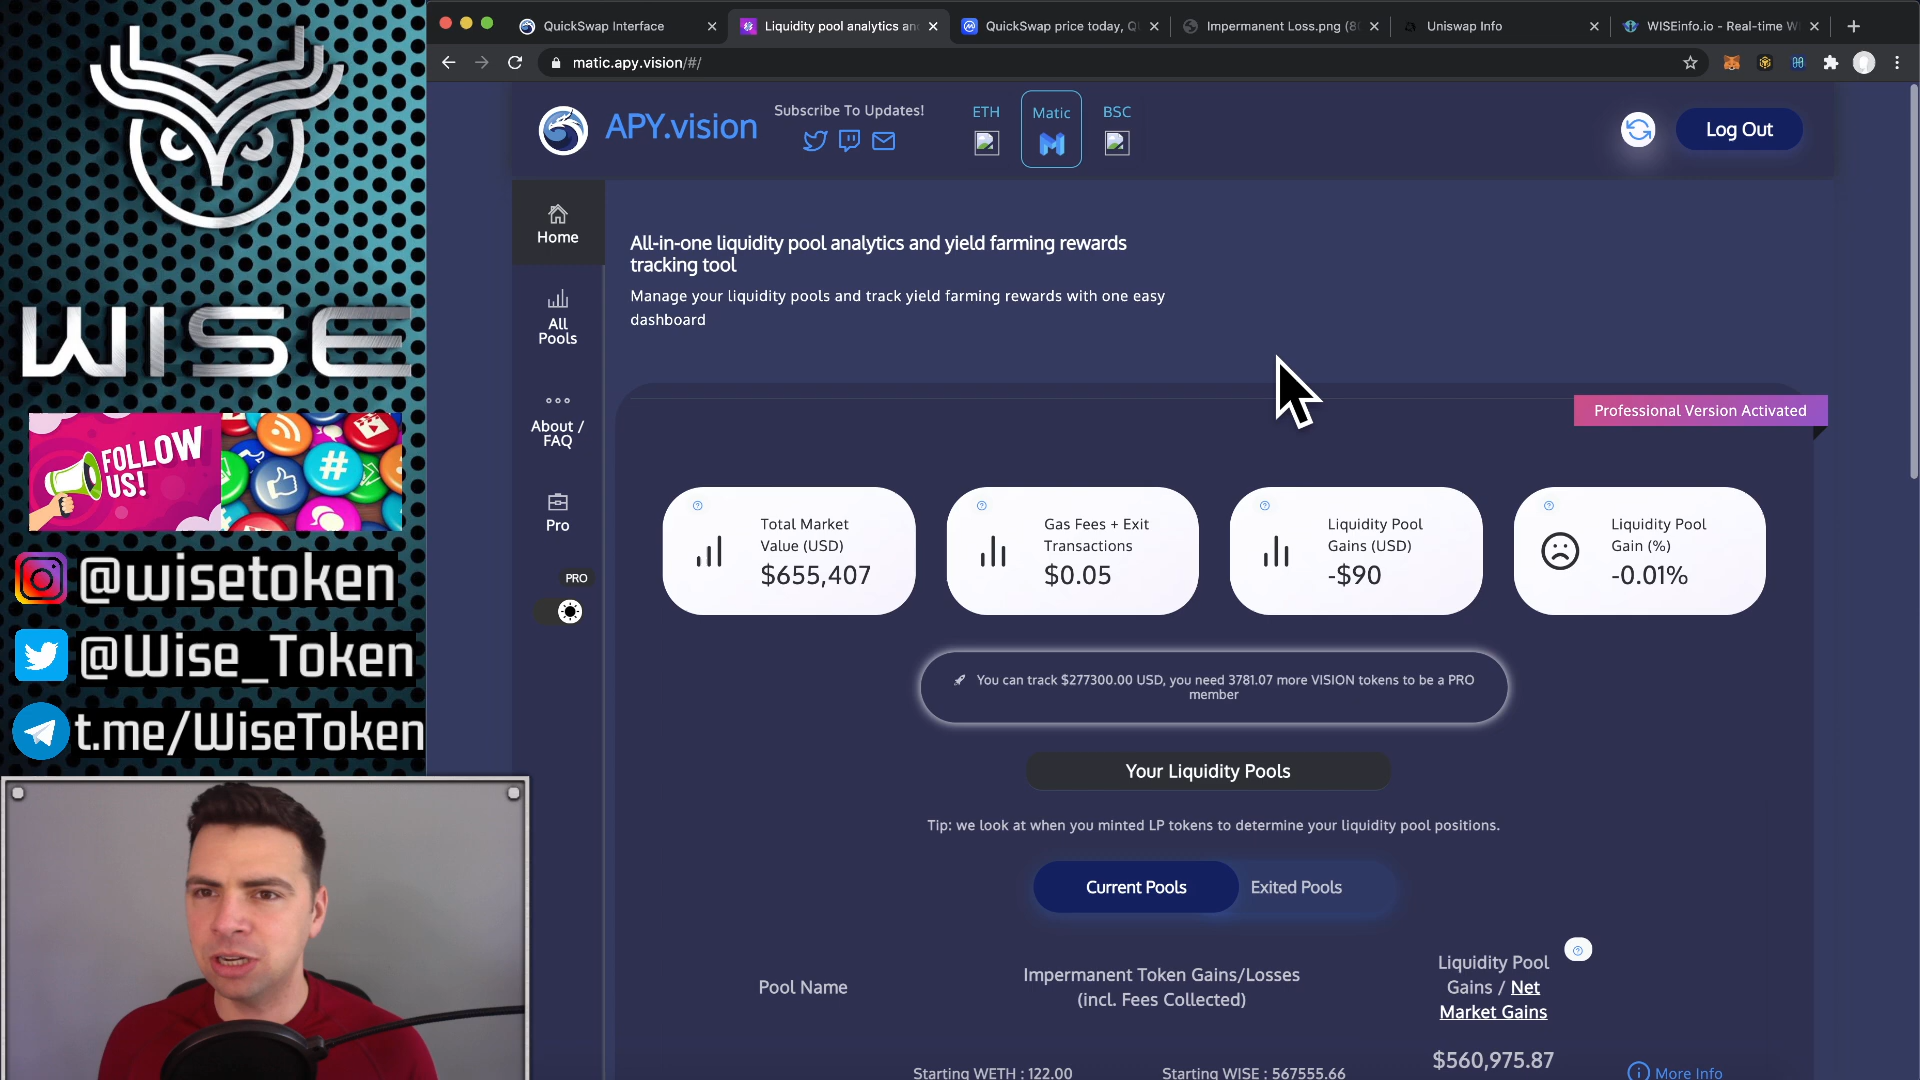 WISE
FOLLOW
US!
#
@wisetoken
@Wise_Token
t.me/WiseToken
QuickSwap Interface
Liquidity pool analytics an
QuickSwap price today, Q
Impermanent Loss.png (8
Uniswap Info
WISEinfo.io - Real-time W
matic.apy.vision/#/
APY.vision
Subscribe To Updates!
ETH
Matic
BSC
Log Out
Home
All
Pools
About /
FAQ
Pro
PRO
All-in-one liquidity pool analytics and yield farming rewards
tracking tool
Manage your liquidity pools and track yield farming rewards with one easy
dashboard
Professional Version Activated
Total Market
Value (USD)
$655,407
Gas Fees + Exit
Transactions
$0.05
Liquidity Pool
Gains (USD)
-$90
Liquidity Pool
Gain (%)
-0.01%
You can track $277300.00 USD, you need 3781.07 more VISION tokens to be a PRO
member
Your Liquidity Pools
Tip: we look at when you minted LP tokens to determine your liquidity pool positions.
Current Pools
Exited Pools
Pool Name
Impermanent Token Gains/Losses
(incl. Fees Collected)
Liquidity Pool
Gains / Net
Market Gains
$560,975.87
Starting WETH : 122.00
Starting WISE : 567555.66
More Info